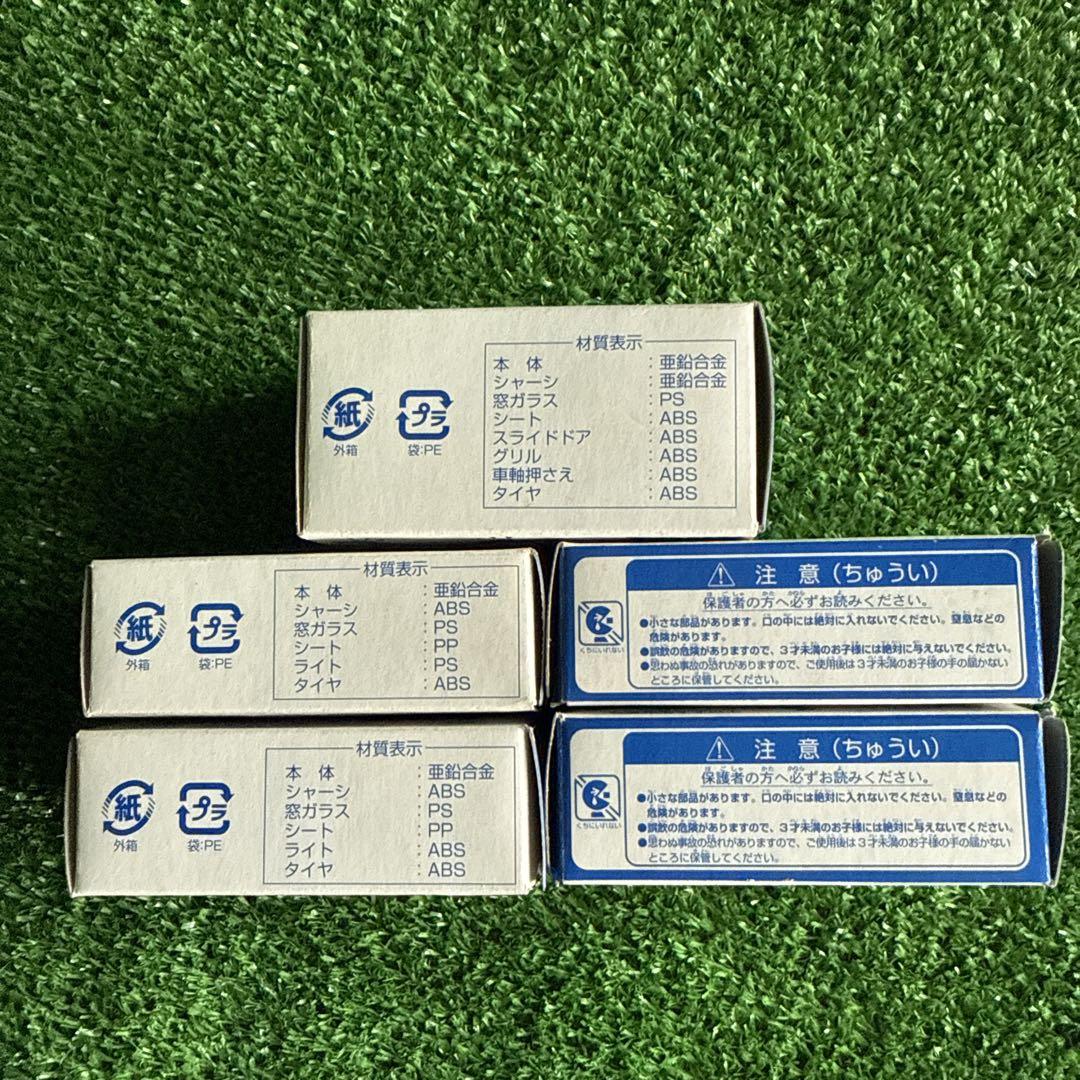 紙
外箱
プラ
袋:PE
材質表示
本 体 : 亜鉛合金
シャーシ : 亜鉛合金
窓ガラス : PS
シート : ABS
スライドドア : ABS
グリル : ABS
車軸押さえ : ABS
タイヤ : ABS
紙
外箱
プラ
袋:PE
材質表示
本 体 : 亜鉛合金
シャーシ : ABS
窓ガラス : PS
シート : PP
ライト : PS
タイヤ : ABS
⚠ 注 意 (ちゅうい)
保護者の方へ必ずお読みください。
くちにいれない
●小さな部品があります。口の中には絶対に入れないでください。窒息などの
危険があります。
●誤飲の危険がありますので、3才未満のお子様には絶対に与えないでください。
●思わぬ事故の恐れがありますので、ご使用後は3才未満のお子様の手の届かない
ところに保管してください。
紙
外箱
プラ
袋:PE
材質表示
本 体 : 亜鉛合金
シャーシ : ABS
窓ガラス : PS
シート : PP
ライト : ABS
タイヤ : ABS
⚠ 注 意 (ちゅうい)
保護者の方へ必ずお読みください。
くちにいれない
●小さな部品があります。口の中には絶対に入れないでください。窒息などの
危険があります。
●誤飲の危険がありますので、3才未満のお子様には絶対に与えないでください。
●思わぬ事故の恐れがありますので、ご使用後は3才未満のお子様の手の届かない
ところに保管してください。